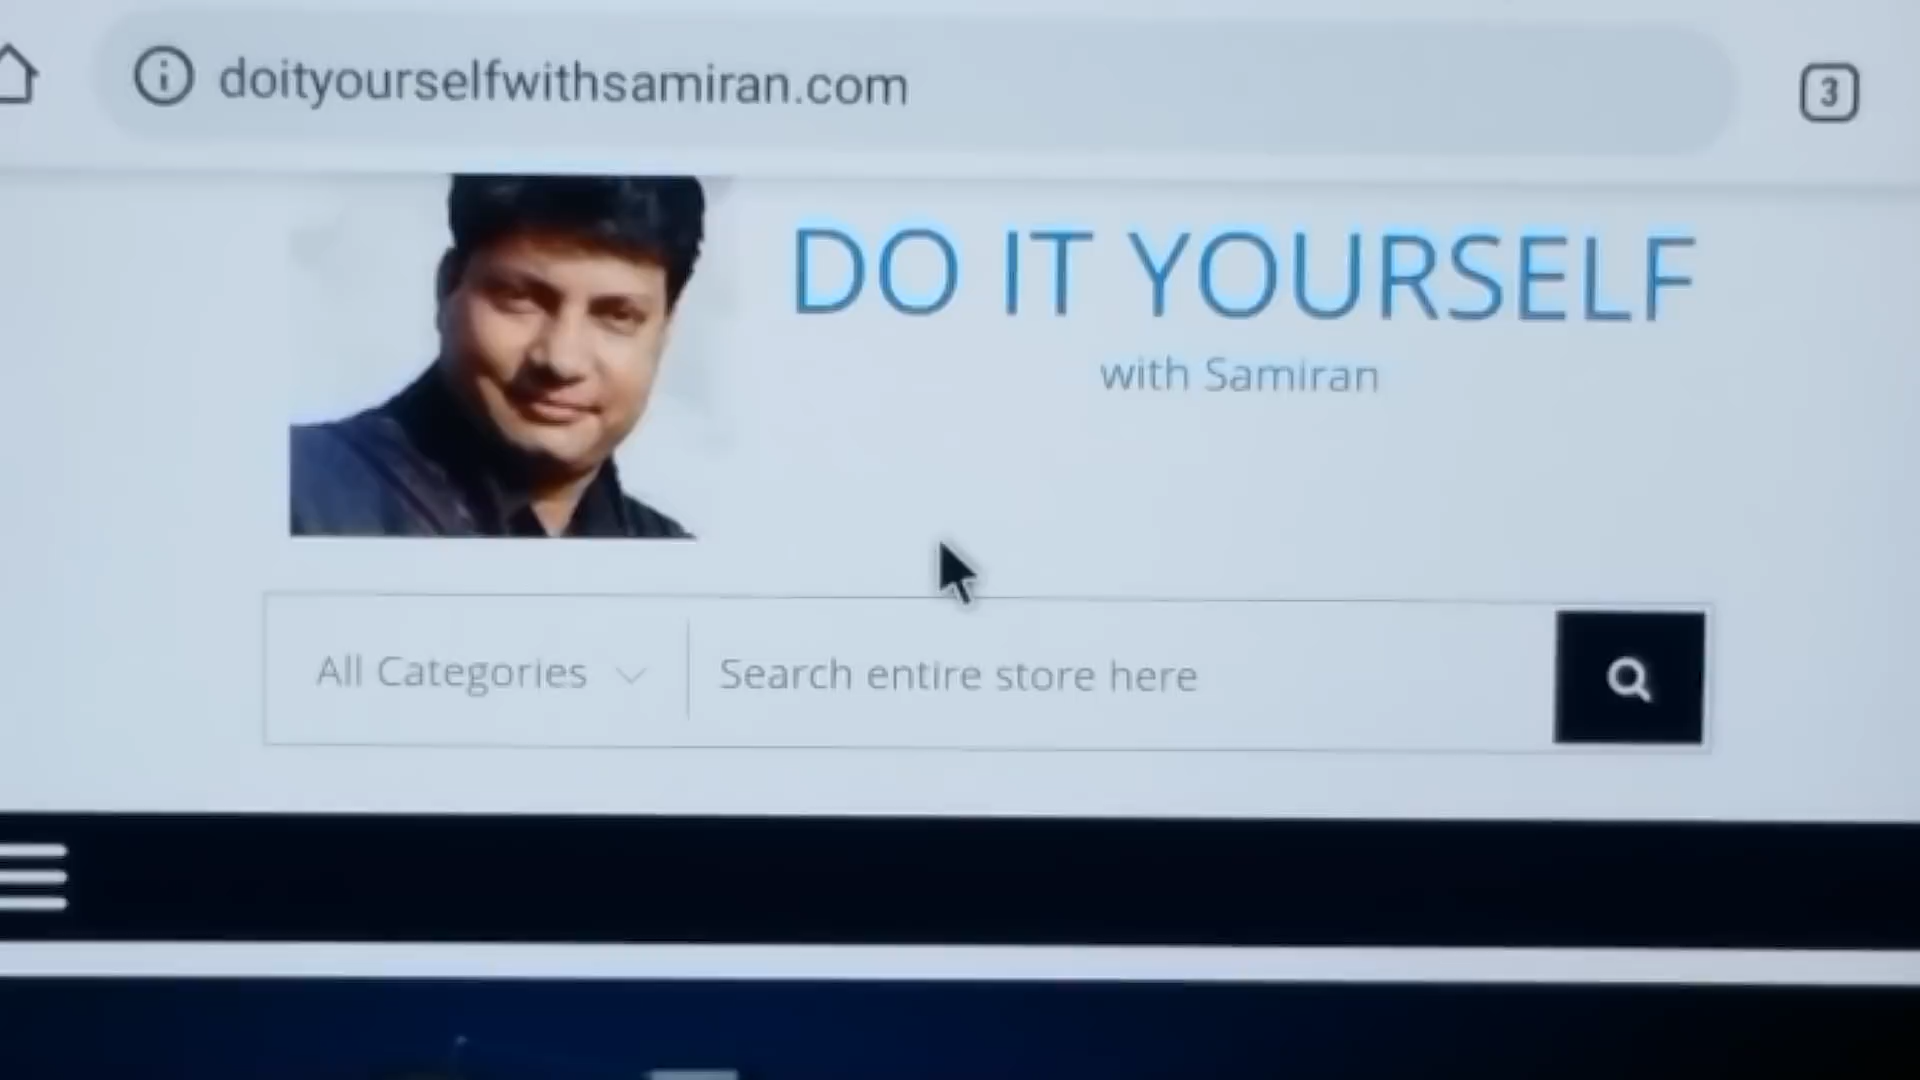 doityourselfwithsamiran.com
3
DO IT YOURSELF
with Samiran
All Categories
Search entire store here